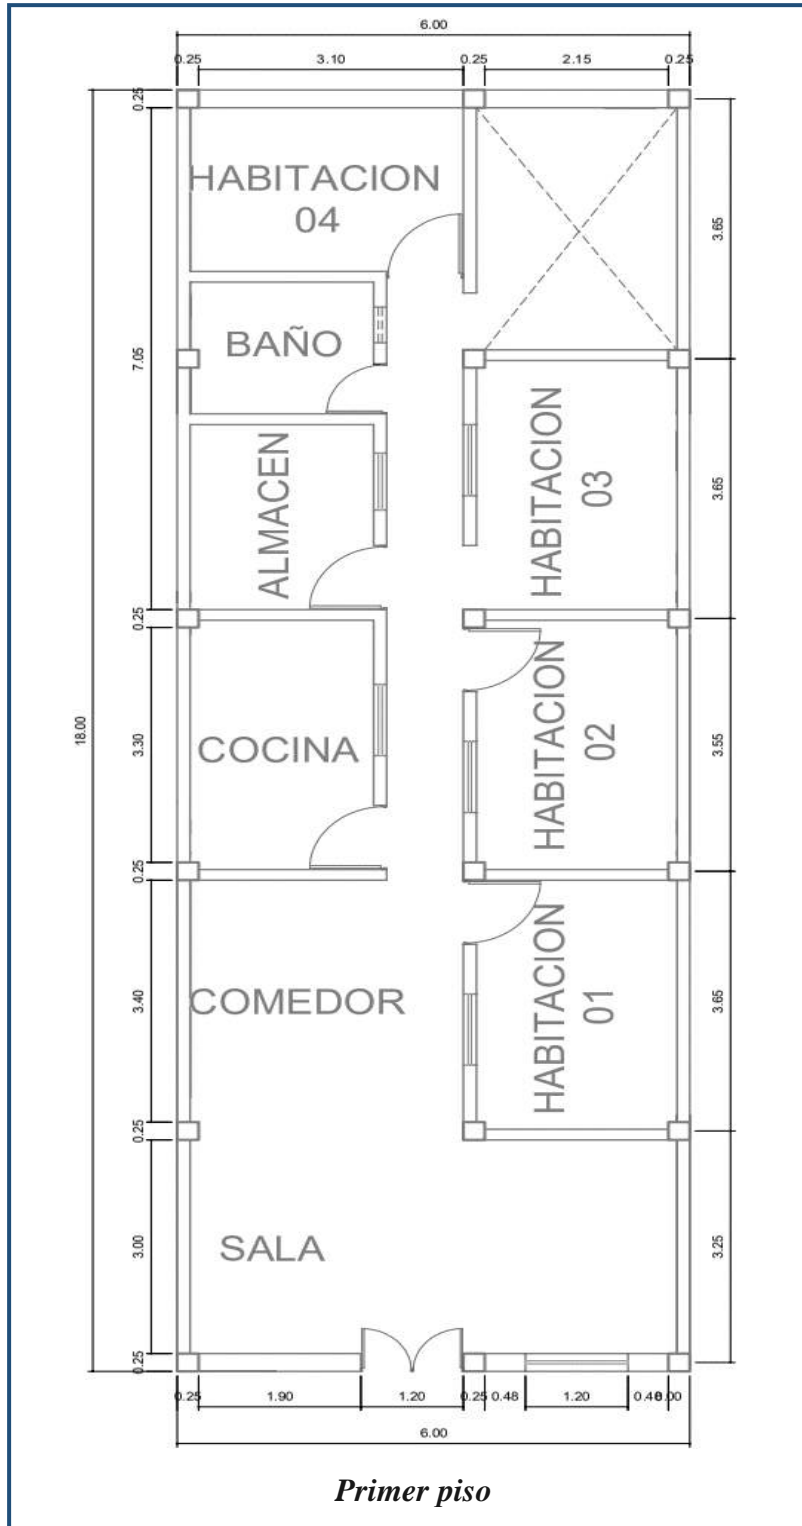 6.00
0.25 3.10 0.25 2.15 0.25
0.25
HABITACION
04
3.65
BAÑO
7.05
ALMACEN
HABITACION
03
3.65
0.25
18.00
3.30
COCINA
HABITACION
02
3.55
0.25
3.40
COMEDOR
HABITACION
01
3.65
0.25
3.00
SALA
3.25
0.25
0.25 1.90 1.20 0.25 0.48 1.20
6.00
Primer piso